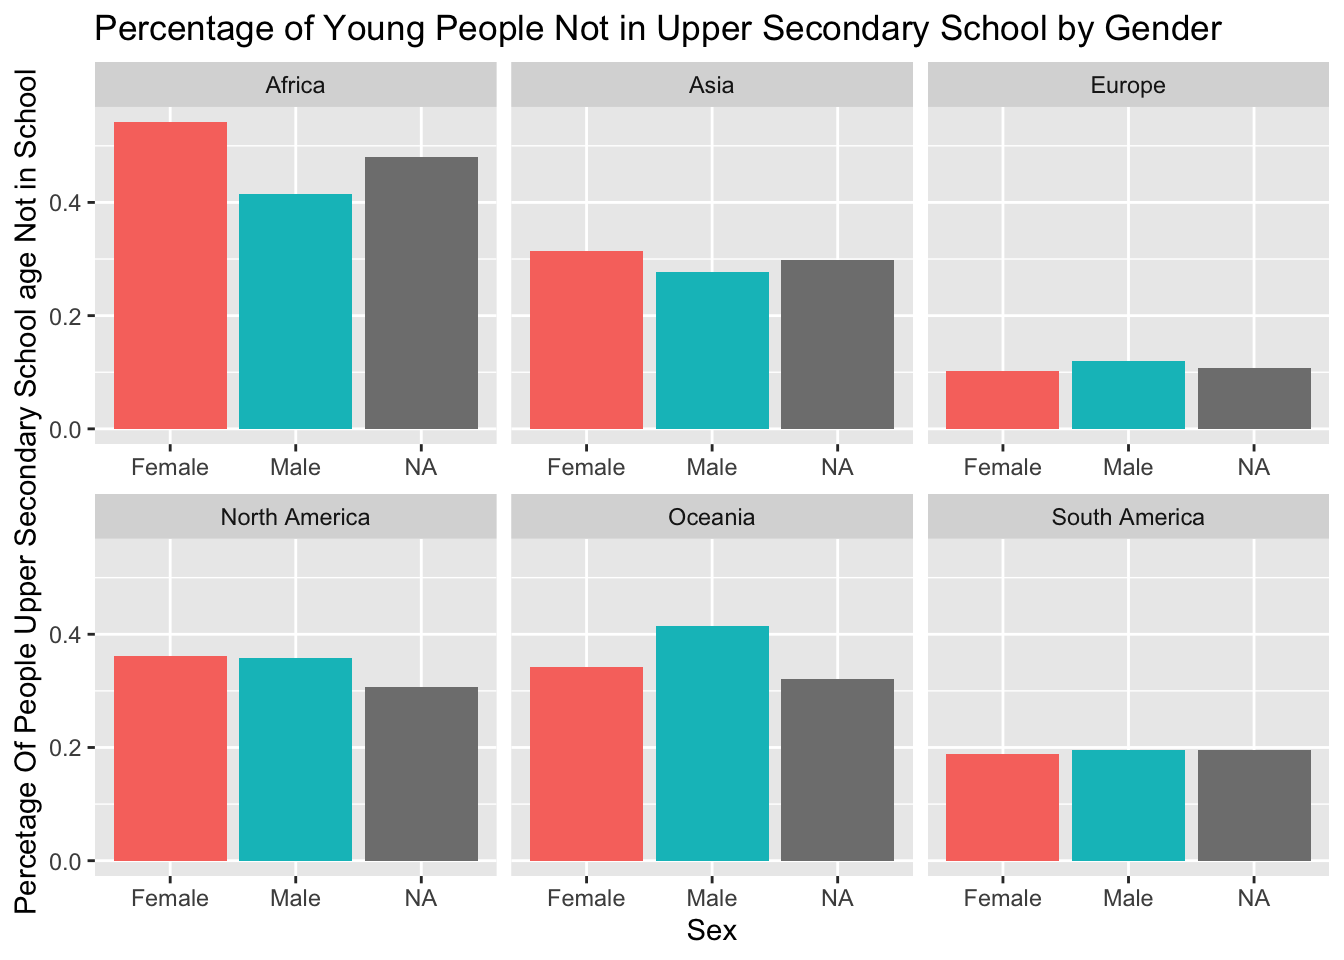 Percentage of Young People Not in Upper Secondary School by Gender
Percetage Of People Upper Secondary School age Not in School
Africa
Asia
Europe
0.4
0.2
0.0
Female Male NA
Female Male NA
Female Male NA
North America
Oceania
South America
0.4
0.2
0.0
Female Male NA
Female Male NA
Female Male NA
Sex